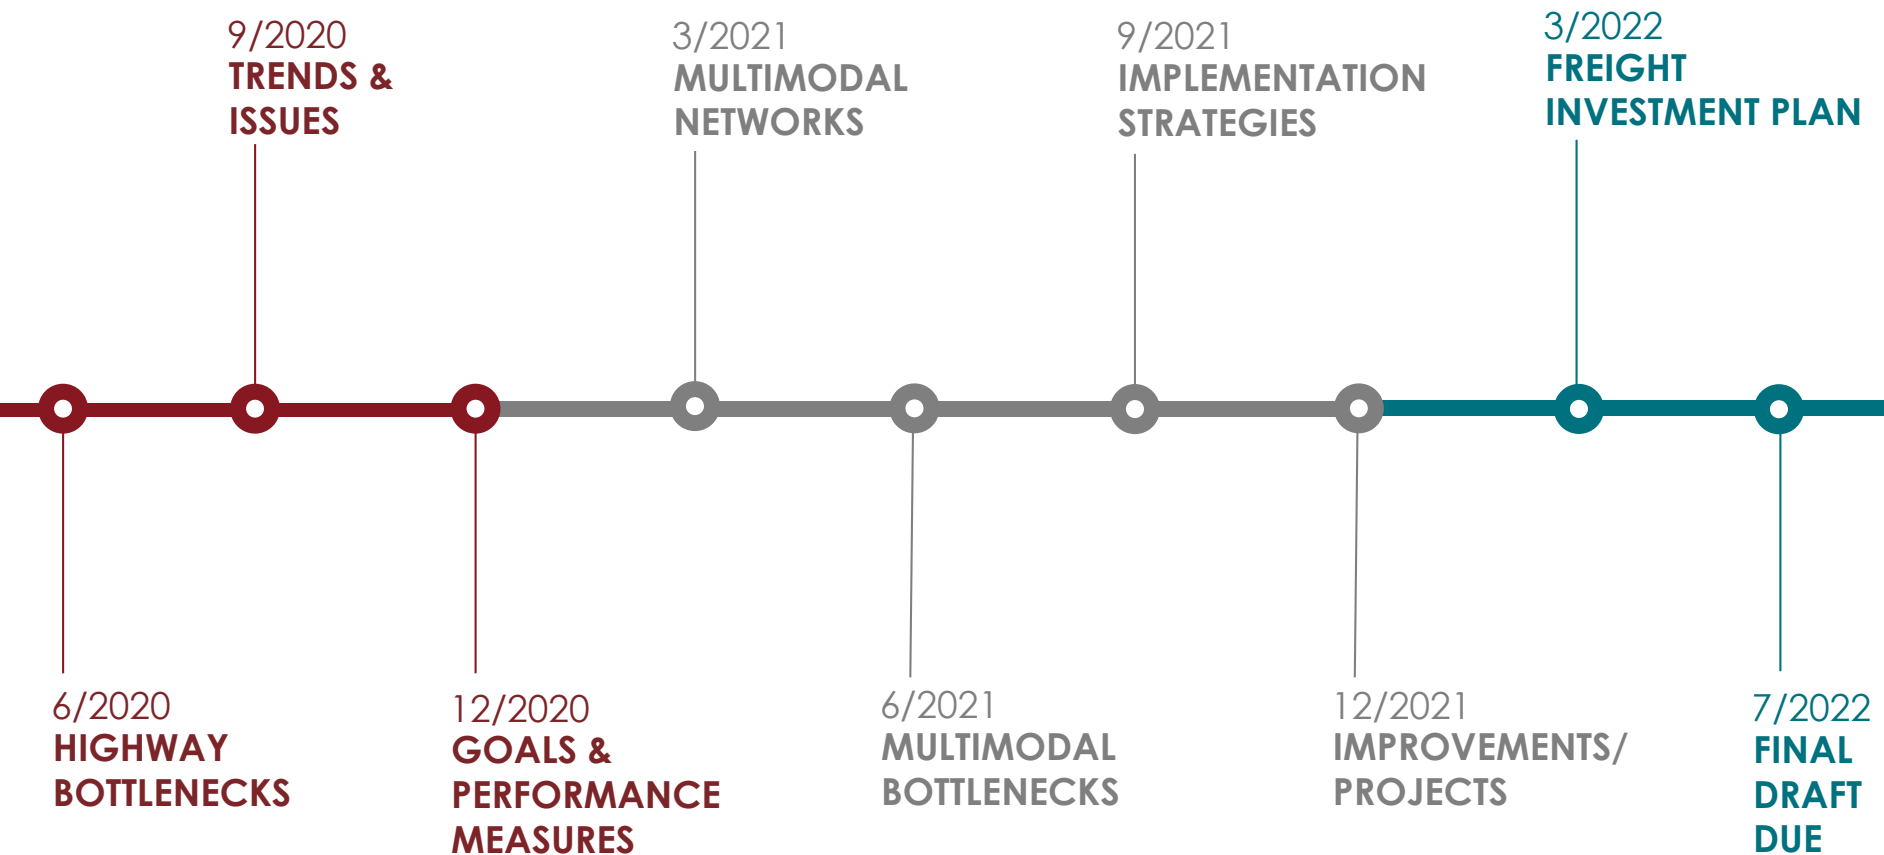 9/2020
TRENDS &
ISSUES
3/2021
MULTIMODAL
NETWORKS
9/2021
IMPLEMENTATION
STRATEGIES
3/2022
FREIGHT
INVESTMENT PLAN
6/2020
HIGHWAY
BOTTLENECKS
12/2020
GOALS &
PERFORMANCE
MEASURES
6/2021
MULTIMODAL
BOTTLENECKS
12/2021
IMPROVEMENTS/
PROJECTS
7/2022
FINAL
DRAFT
DUE